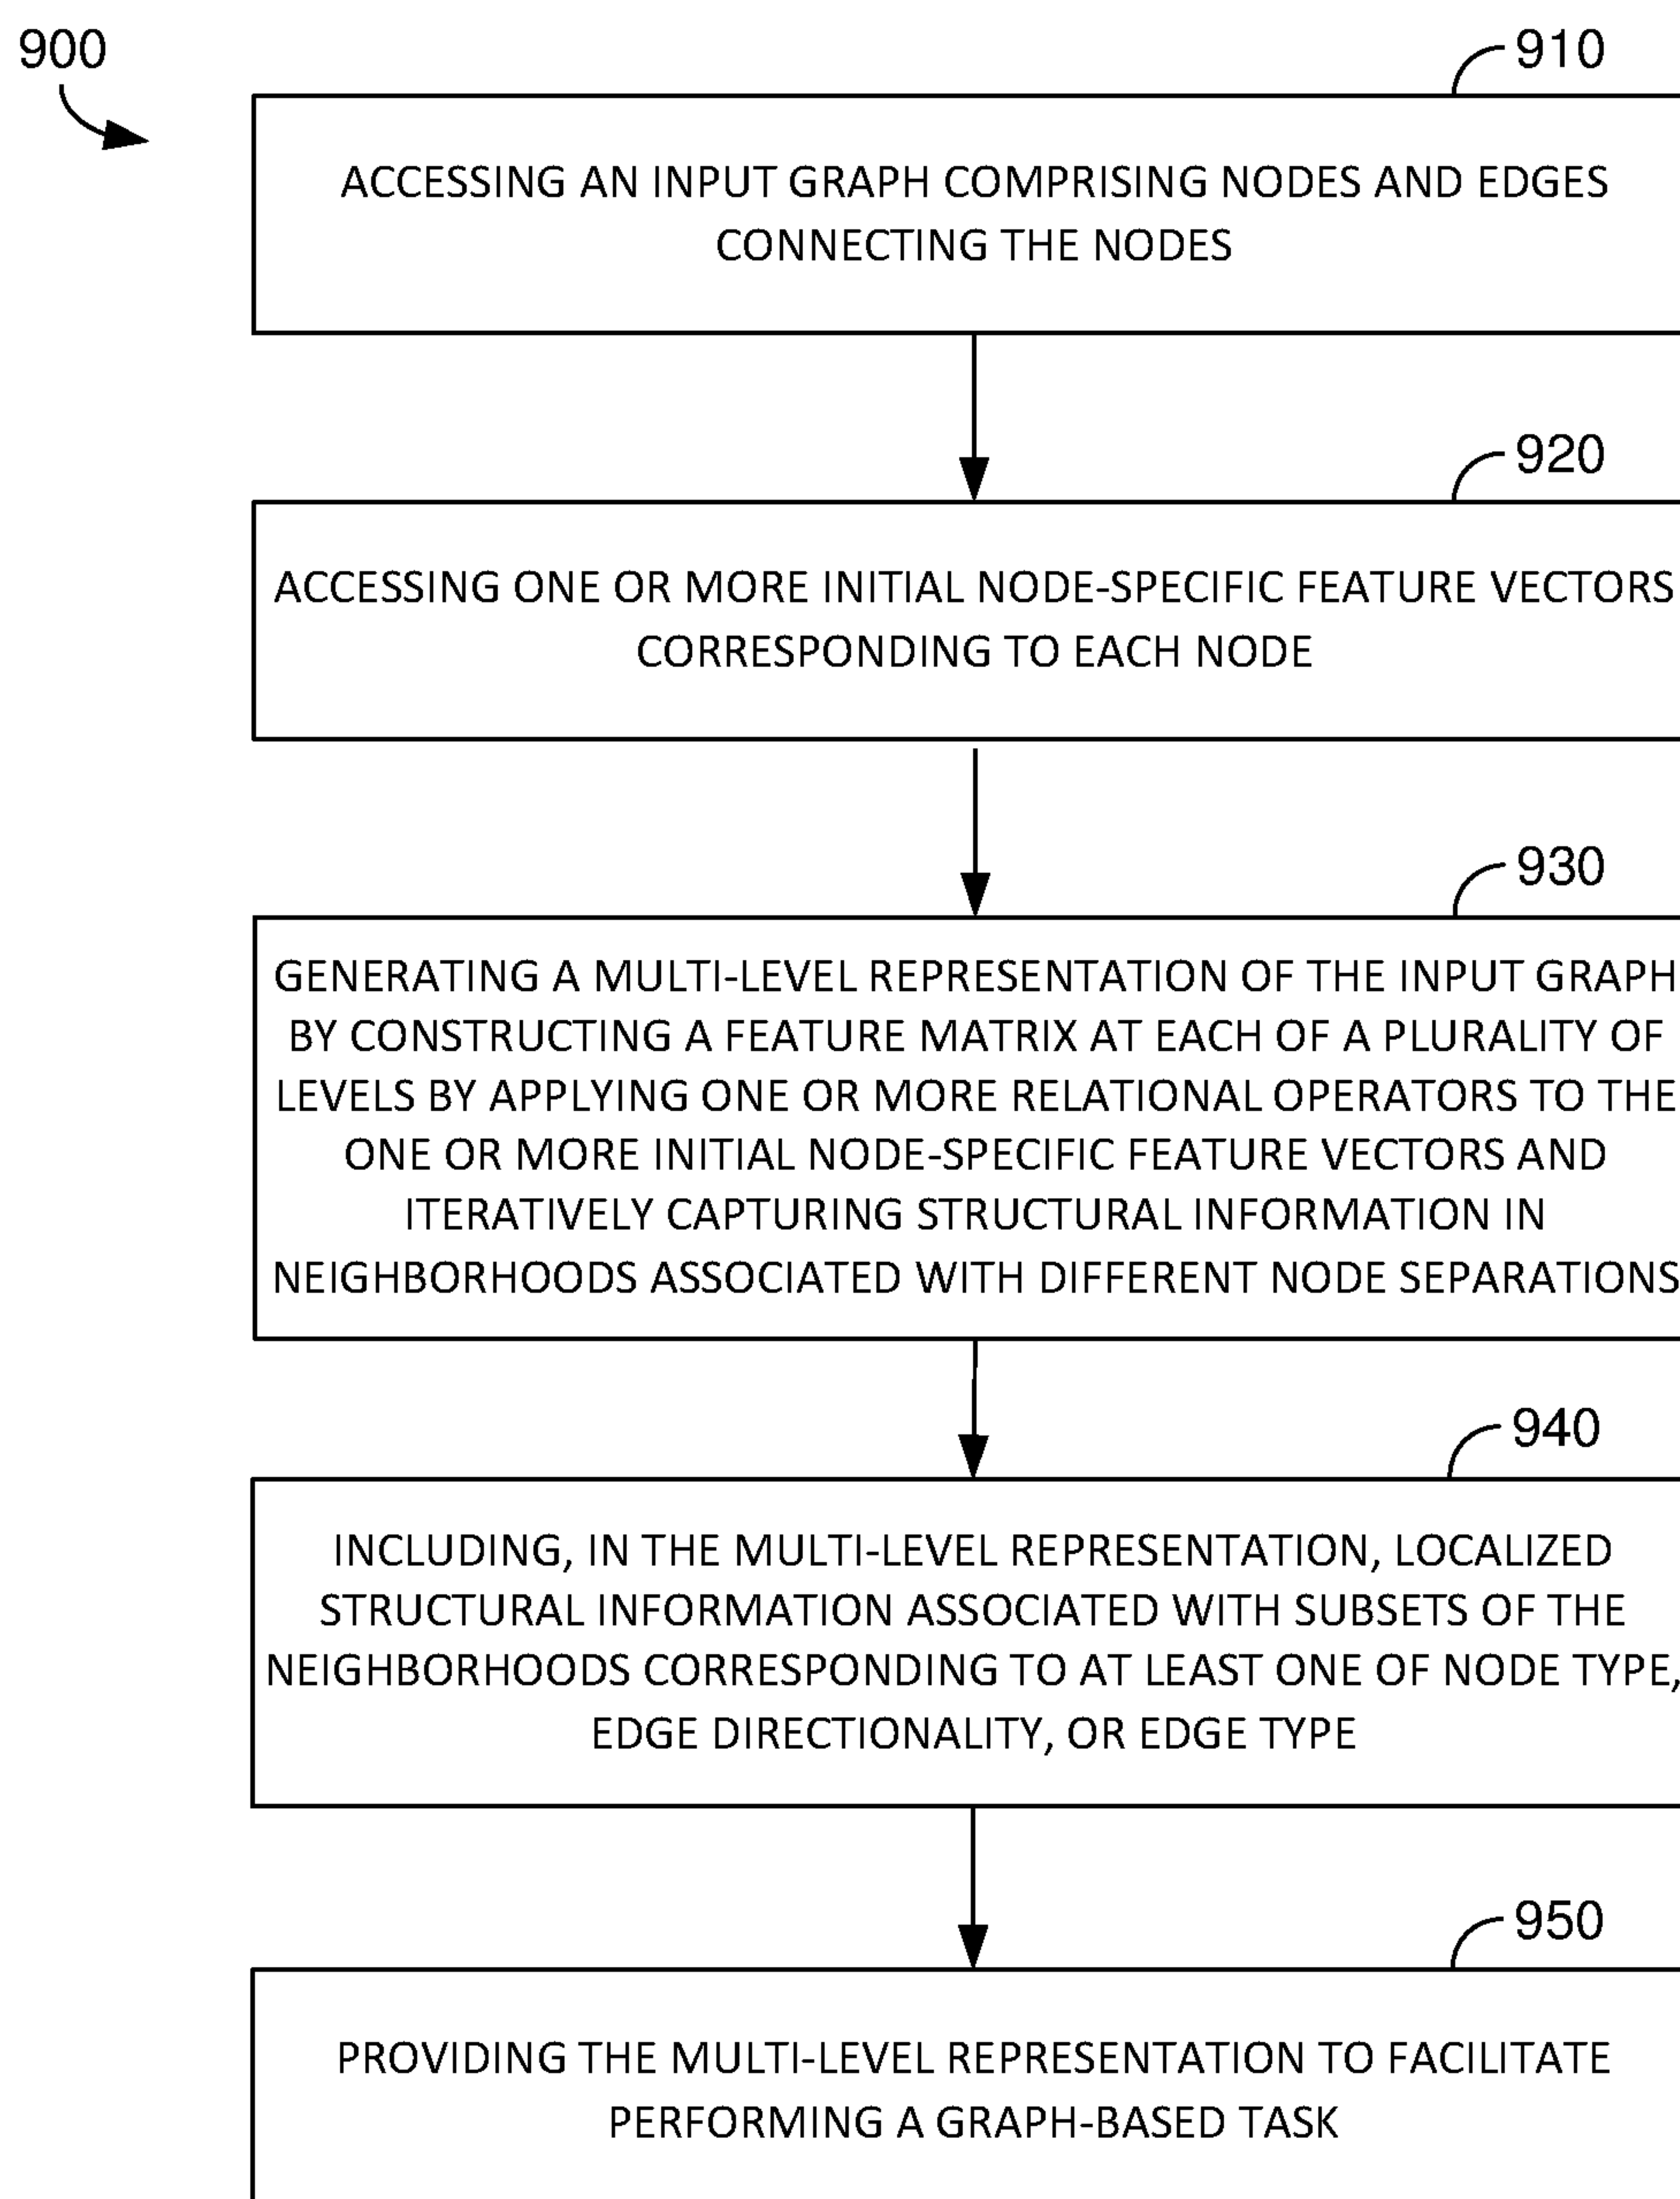 900
910
ACCESSING AN INPUT GRAPH COMPRISING NODES AND EDGES
CONNECTING THE NODES
920
ACCESSING ONE OR MORE INITIAL NODE-SPECIFIC FEATURE VECTORS
CORRESPONDING TO EACH NODE
930
GENERATING A MULTI-LEVEL REPRESENTATION OF THE INPUT GRAPH
BY CONSTRUCTING A FEATURE MATRIX AT EACH OF A PLURALITY OF
LEVELS BY APPLYING ONE OR MORE RELATIONAL OPERATORS TO THE
ONE OR MORE INITIAL NODE-SPECIFIC FEATURE VECTORS AND
ITERATIVELY CAPTURING STRUCTURAL INFORMATION IN
NEIGHBORHOODS ASSOCIATED WITH DIFFERENT NODE SEPARATIONS
940
INCLUDING, IN THE MULTI-LEVEL REPRESENTATION, LOCALIZED
STRUCTURAL INFORMATION ASSOCIATED WITH SUBSETS OF THE
NEIGHBORHOODS CORRESPONDING TO AT LEAST ONE OF NODE TYPE,
EDGE DIRECTIONALITY, OR EDGE TYPE
950
PROVIDING THE MULTI-LEVEL REPRESENTATION TO FACILITATE
PERFORMING A GRAPH-BASED TASK